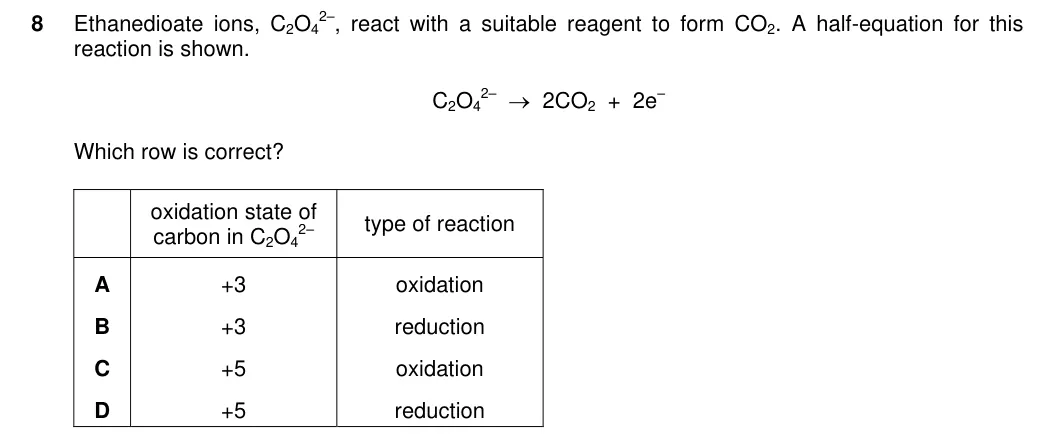 8 Ethanedioate ions, C₂O₄²⁻, react with a suitable reagent to form CO₂. A half-equation for this
reaction is shown.
C₂O₄²⁻ → 2CO₂ + 2e⁻
Which row is correct?
oxidation state of
carbon in C₂O₄²⁻
type of reaction
A +3 oxidation
B +3 reduction
C +5 oxidation
D +5 reduction